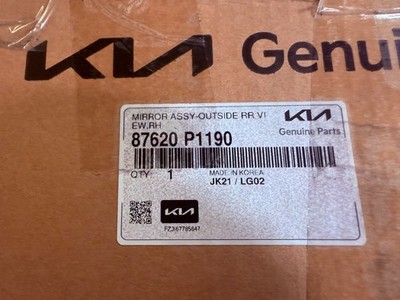 KIA Genui
MIRROR ASSY-OUTSIDE RR VI
EW,RH
KIA
Genuine Parts
87620 P1190
QTY. 1
MADE IN KOREA
JK21 / LG02
KIA
FZJI67785847